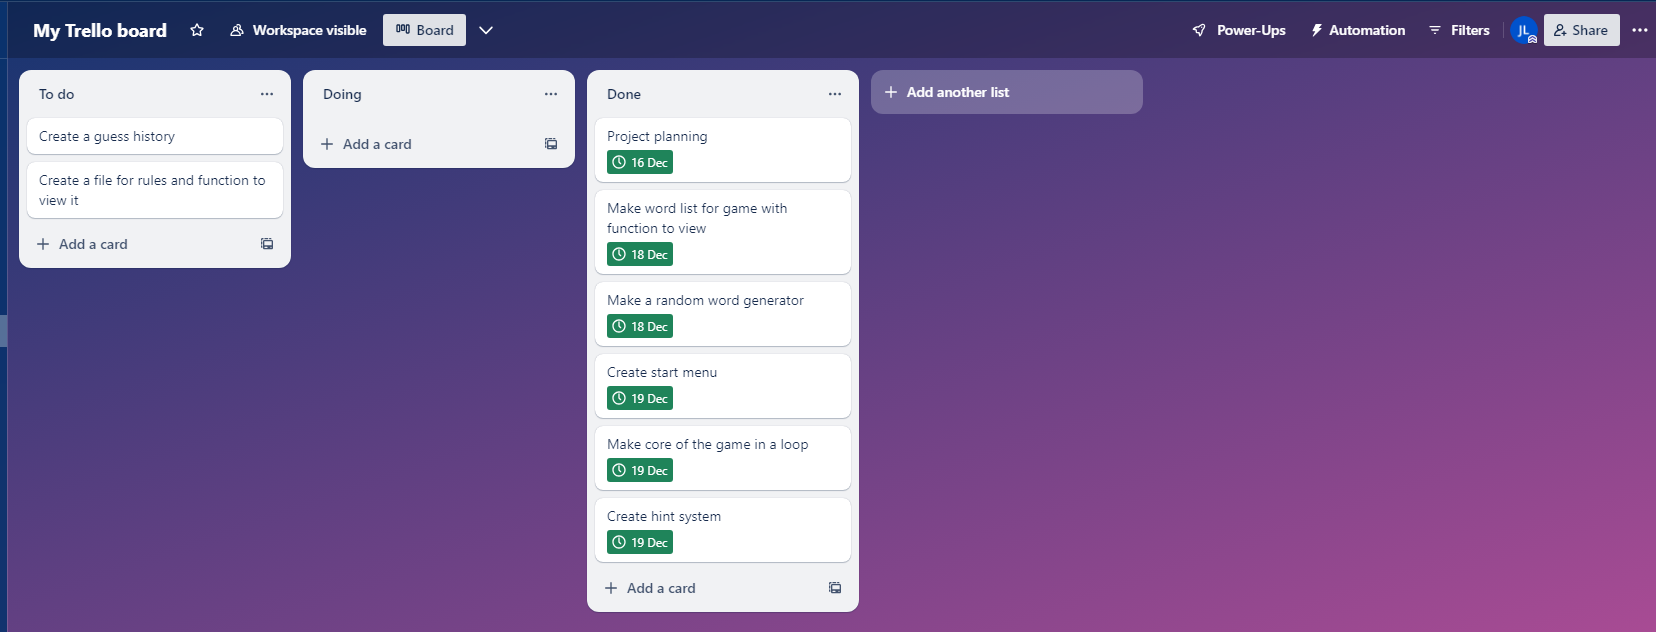 My Trello board
Workspace visible
Board
Power-Ups
Automation
Filters
JL
Share
To do
Create a guess history
Create a file for rules and function to
view it
Add a card
Doing
Add a card
Done
Project planning
16 Dec
Make word list for game with
function to view
18 Dec
Make a random word generator
18 Dec
Create start menu
19 Dec
Make core of the game in a loop
19 Dec
Create hint system
19 Dec
Add a card
Add another list